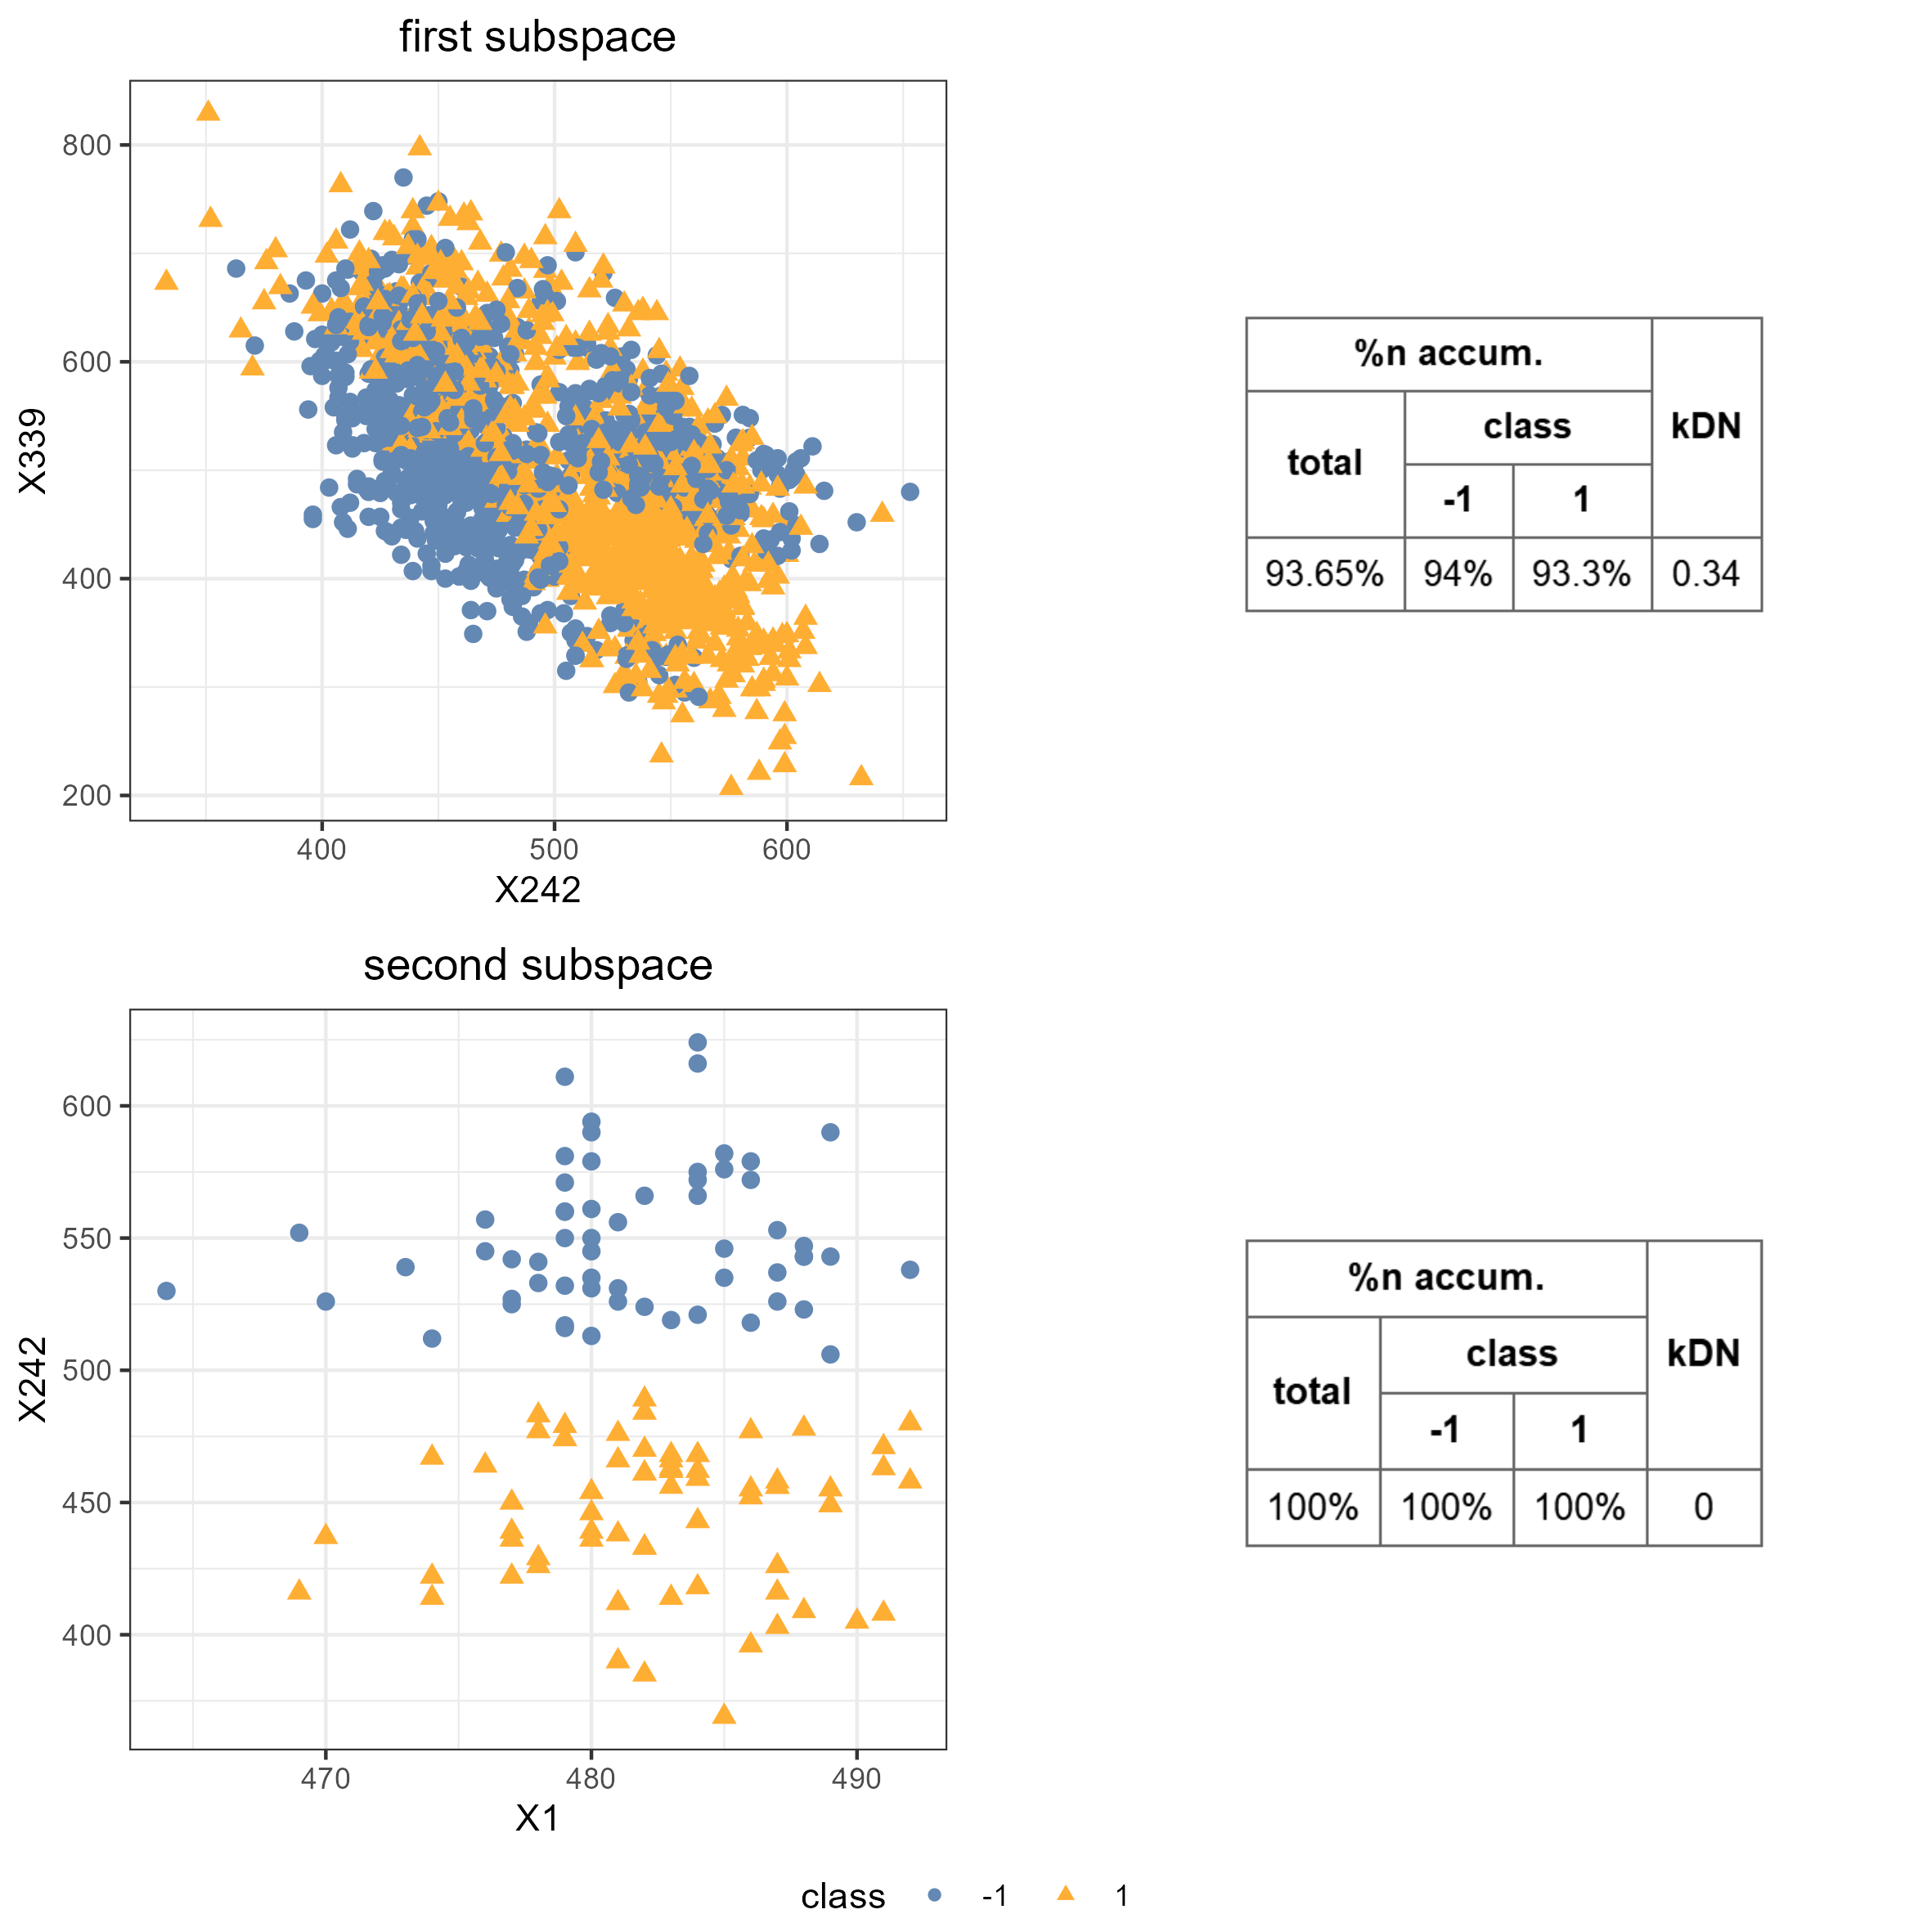 first subspace
800
600
400
200
X339
400 500 600
X242
%n accum.
class
kDN
total
-1 1
93.65% 94% 93.3% 0.34
second subspace
600
550
500
450
400
X242
470 480 490
X1
%n accum.
class
kDN
total
-1 1
100% 100% 100% 0
class -1 1